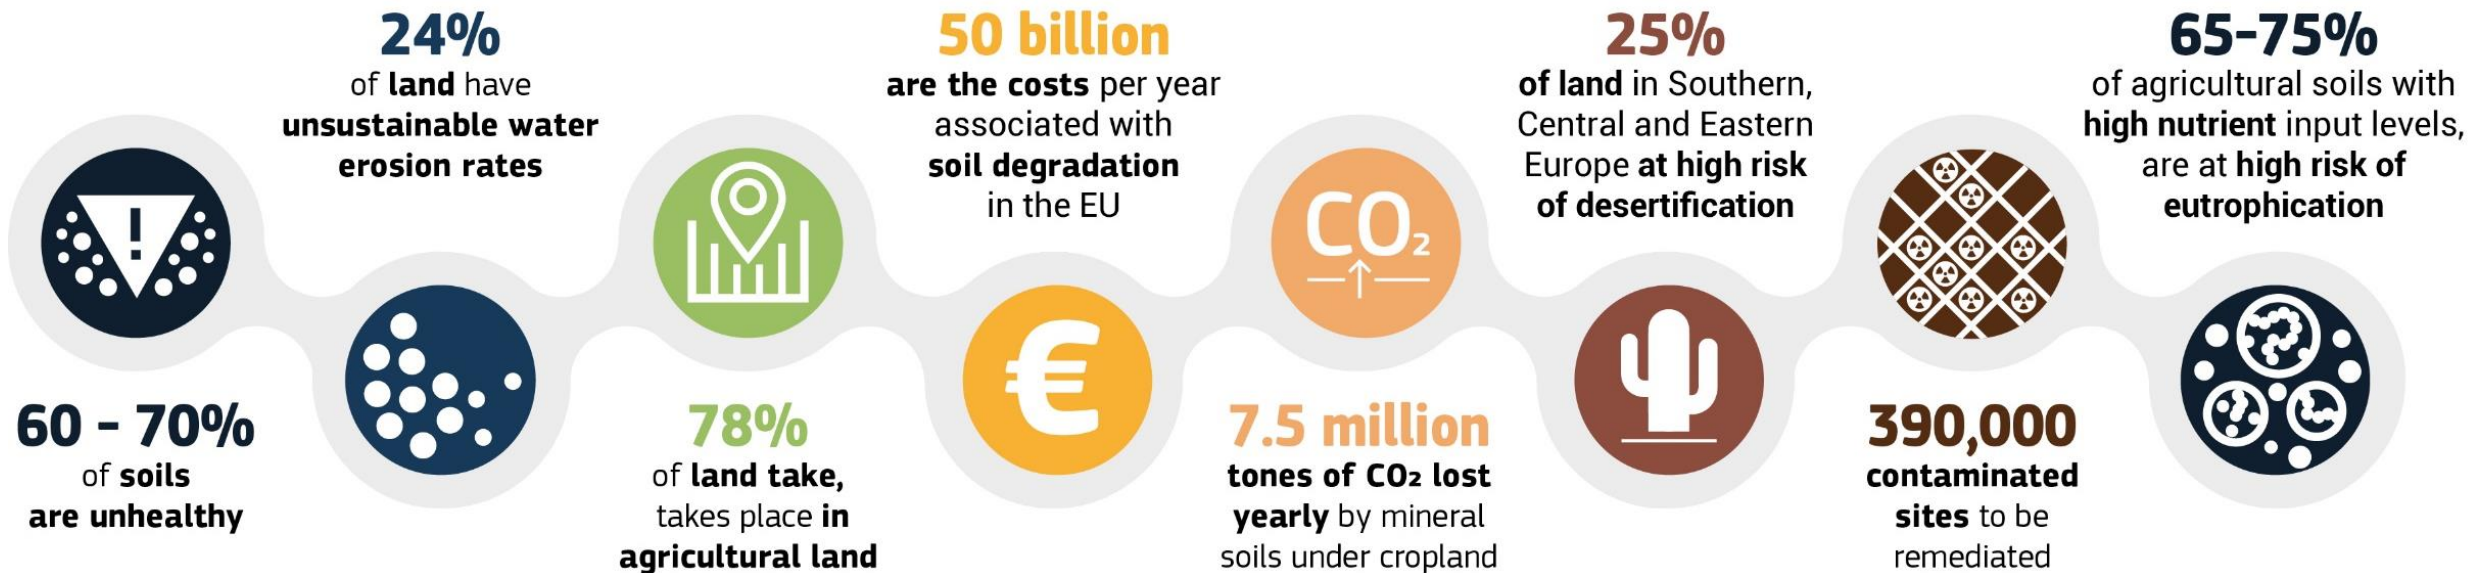 60 - 70%
of soils
are unhealthy
24%
of land have
unsustainable water
erosion rates
78%
of land take,
takes place in
agricultural land
50 billion
are the costs per year
associated with
soil degradation
in the EU
€
CO₂
7.5 million
tones of CO₂ lost
yearly by mineral
soils under cropland
25%
of land in Southern,
Central and Eastern
Europe at high risk
of desertification
390,000
contaminated
sites to be
remediated
65-75%
of agricultural soils with
high nutrient input levels,
are at high risk of
eutrophication